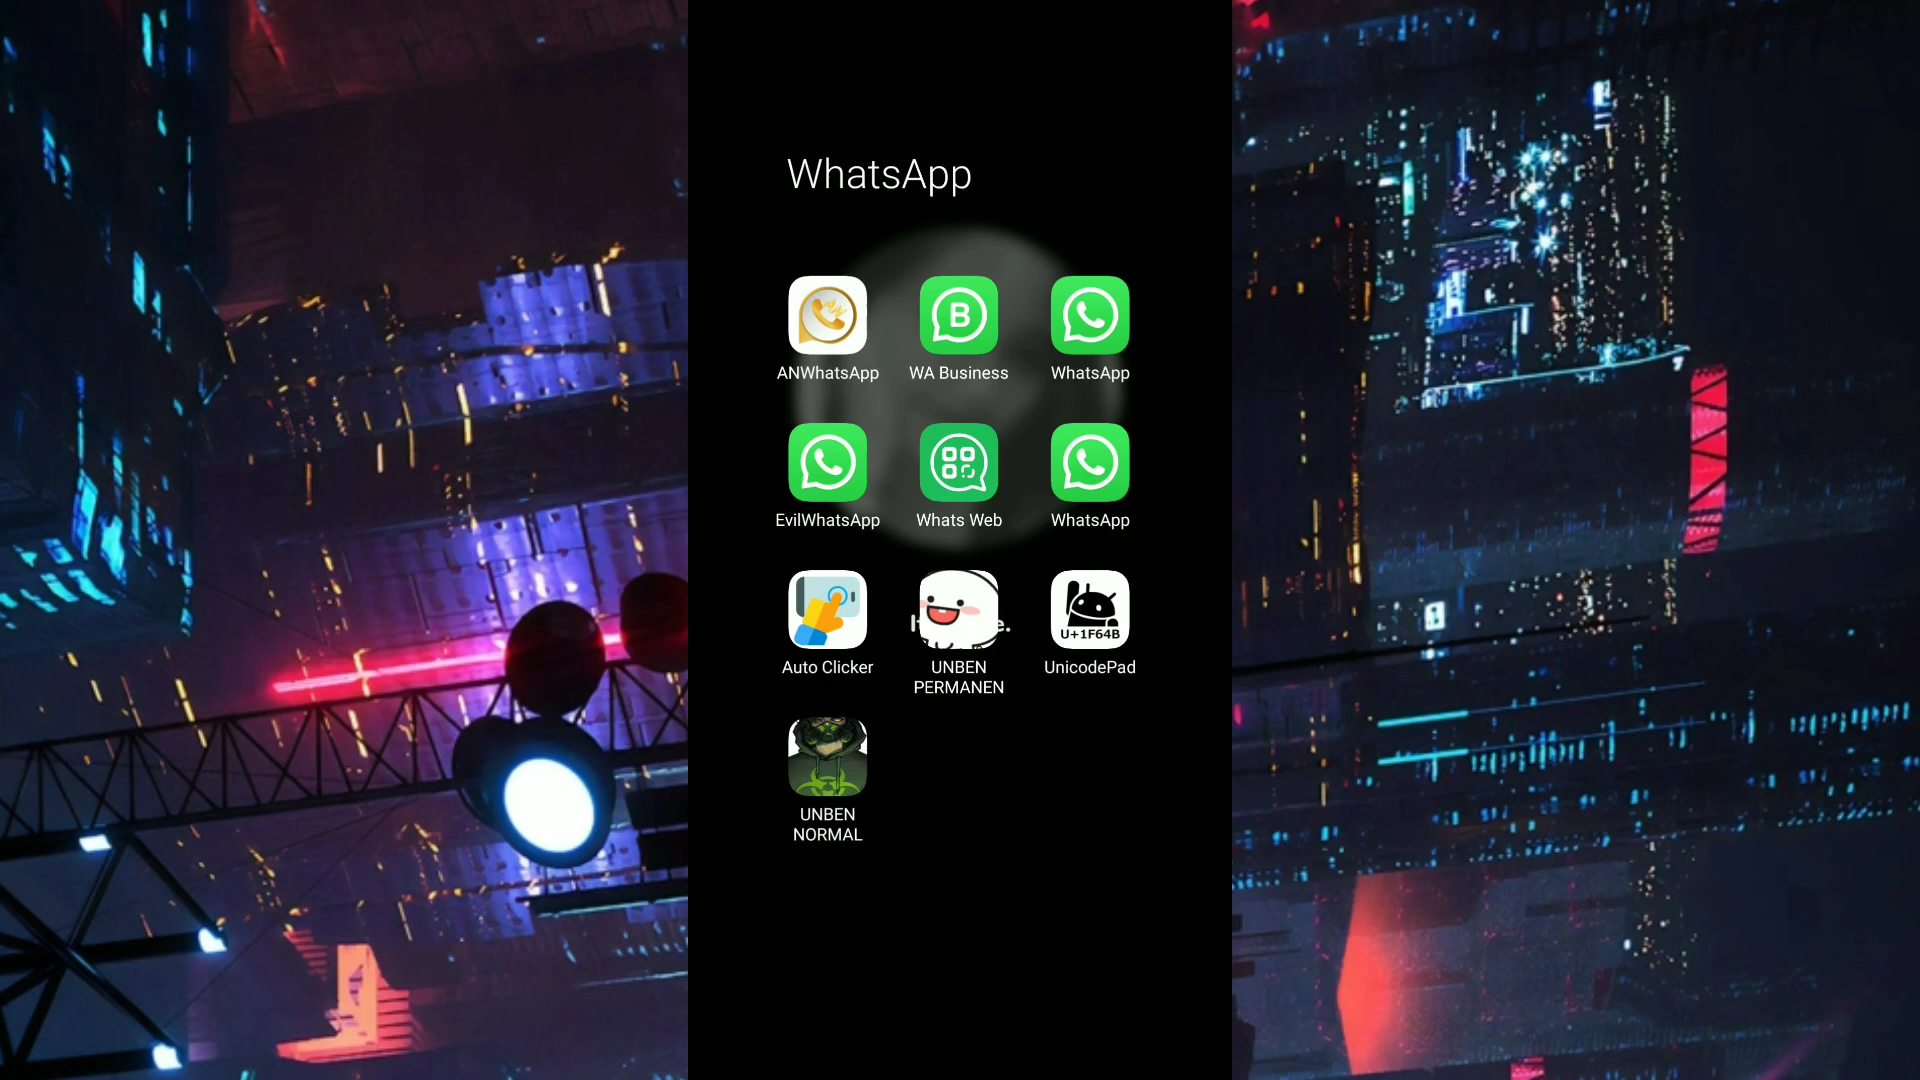 WhatsApp
ANWhatsApp
WA Business
WhatsApp
EvilWhatsApp
Whats Web
WhatsApp
U+1F64B
Auto Clicker
UNBEN
PERMANEN
UnicodePad
UNBEN
NORMAL